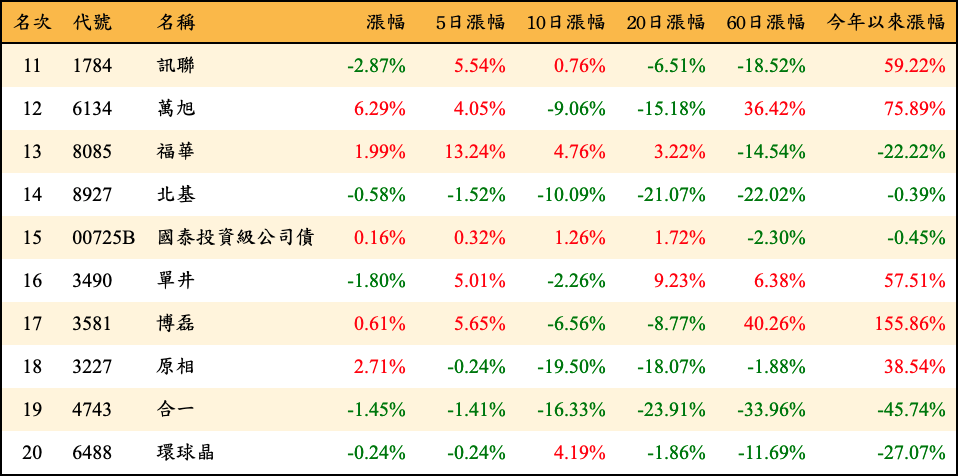 名次 代號 名稱 漲幅 5日漲幅 10日漲幅 20日漲幅 60日漲幅 今年以來漲幅
11 1784 訊聯 -2.87% 5.54% 0.76% -6.51% -18.52% 59.22%
12 6134 萬旭 6.29% 4.05% -9.06% -15.18% 36.42% 75.89%
13 8085 福華 1.99% 13.24% 4.76% 3.22% -14.54% -22.22%
14 8927 北基 -0.58% -1.52% -10.09% -21.07% -22.02% -0.39%
15 00725B 國泰投資級公司債 0.16% 0.32% 1.26% 1.72% -2.30% -0.45%
16 3490 單井 -1.80% 5.01% -2.26% 9.23% 6.38% 57.51%
17 3581 博磊 0.61% 5.65% -6.56% -8.77% 40.26% 155.86%
18 3227 原相 2.71% -0.24% -19.50% -18.07% -1.88% 38.54%
19 4743 合一 -1.45% -1.41% -16.33% -23.91% -33.96% -45.74%
20 6488 環球晶 -0.24% -0.24% 4.19% -1.86% -11.69% -27.07%